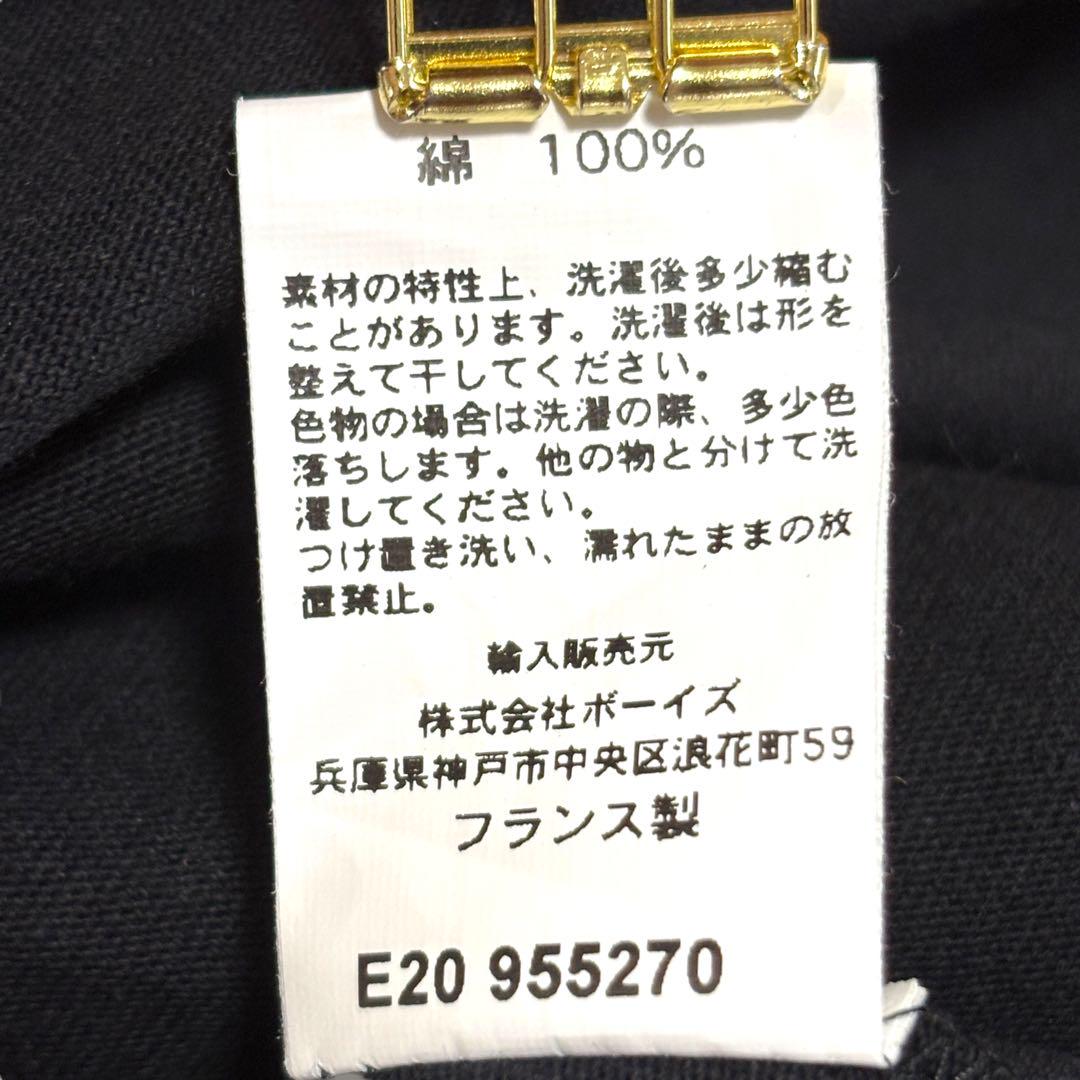 綿 100%
素材の特性上、洗濯後多少縮む
ことがあります。洗濯後は形を
整えて干してください。
色物の場合は洗濯の際、多少色
落ちします。他の物と分けて洗
濯してください。
つけ置き洗い、濡れたままの放
置禁止。
輸入販売元
株式会社ボーイズ
兵庫県神戸市中央区浪花町59
フランス製
E20 955270